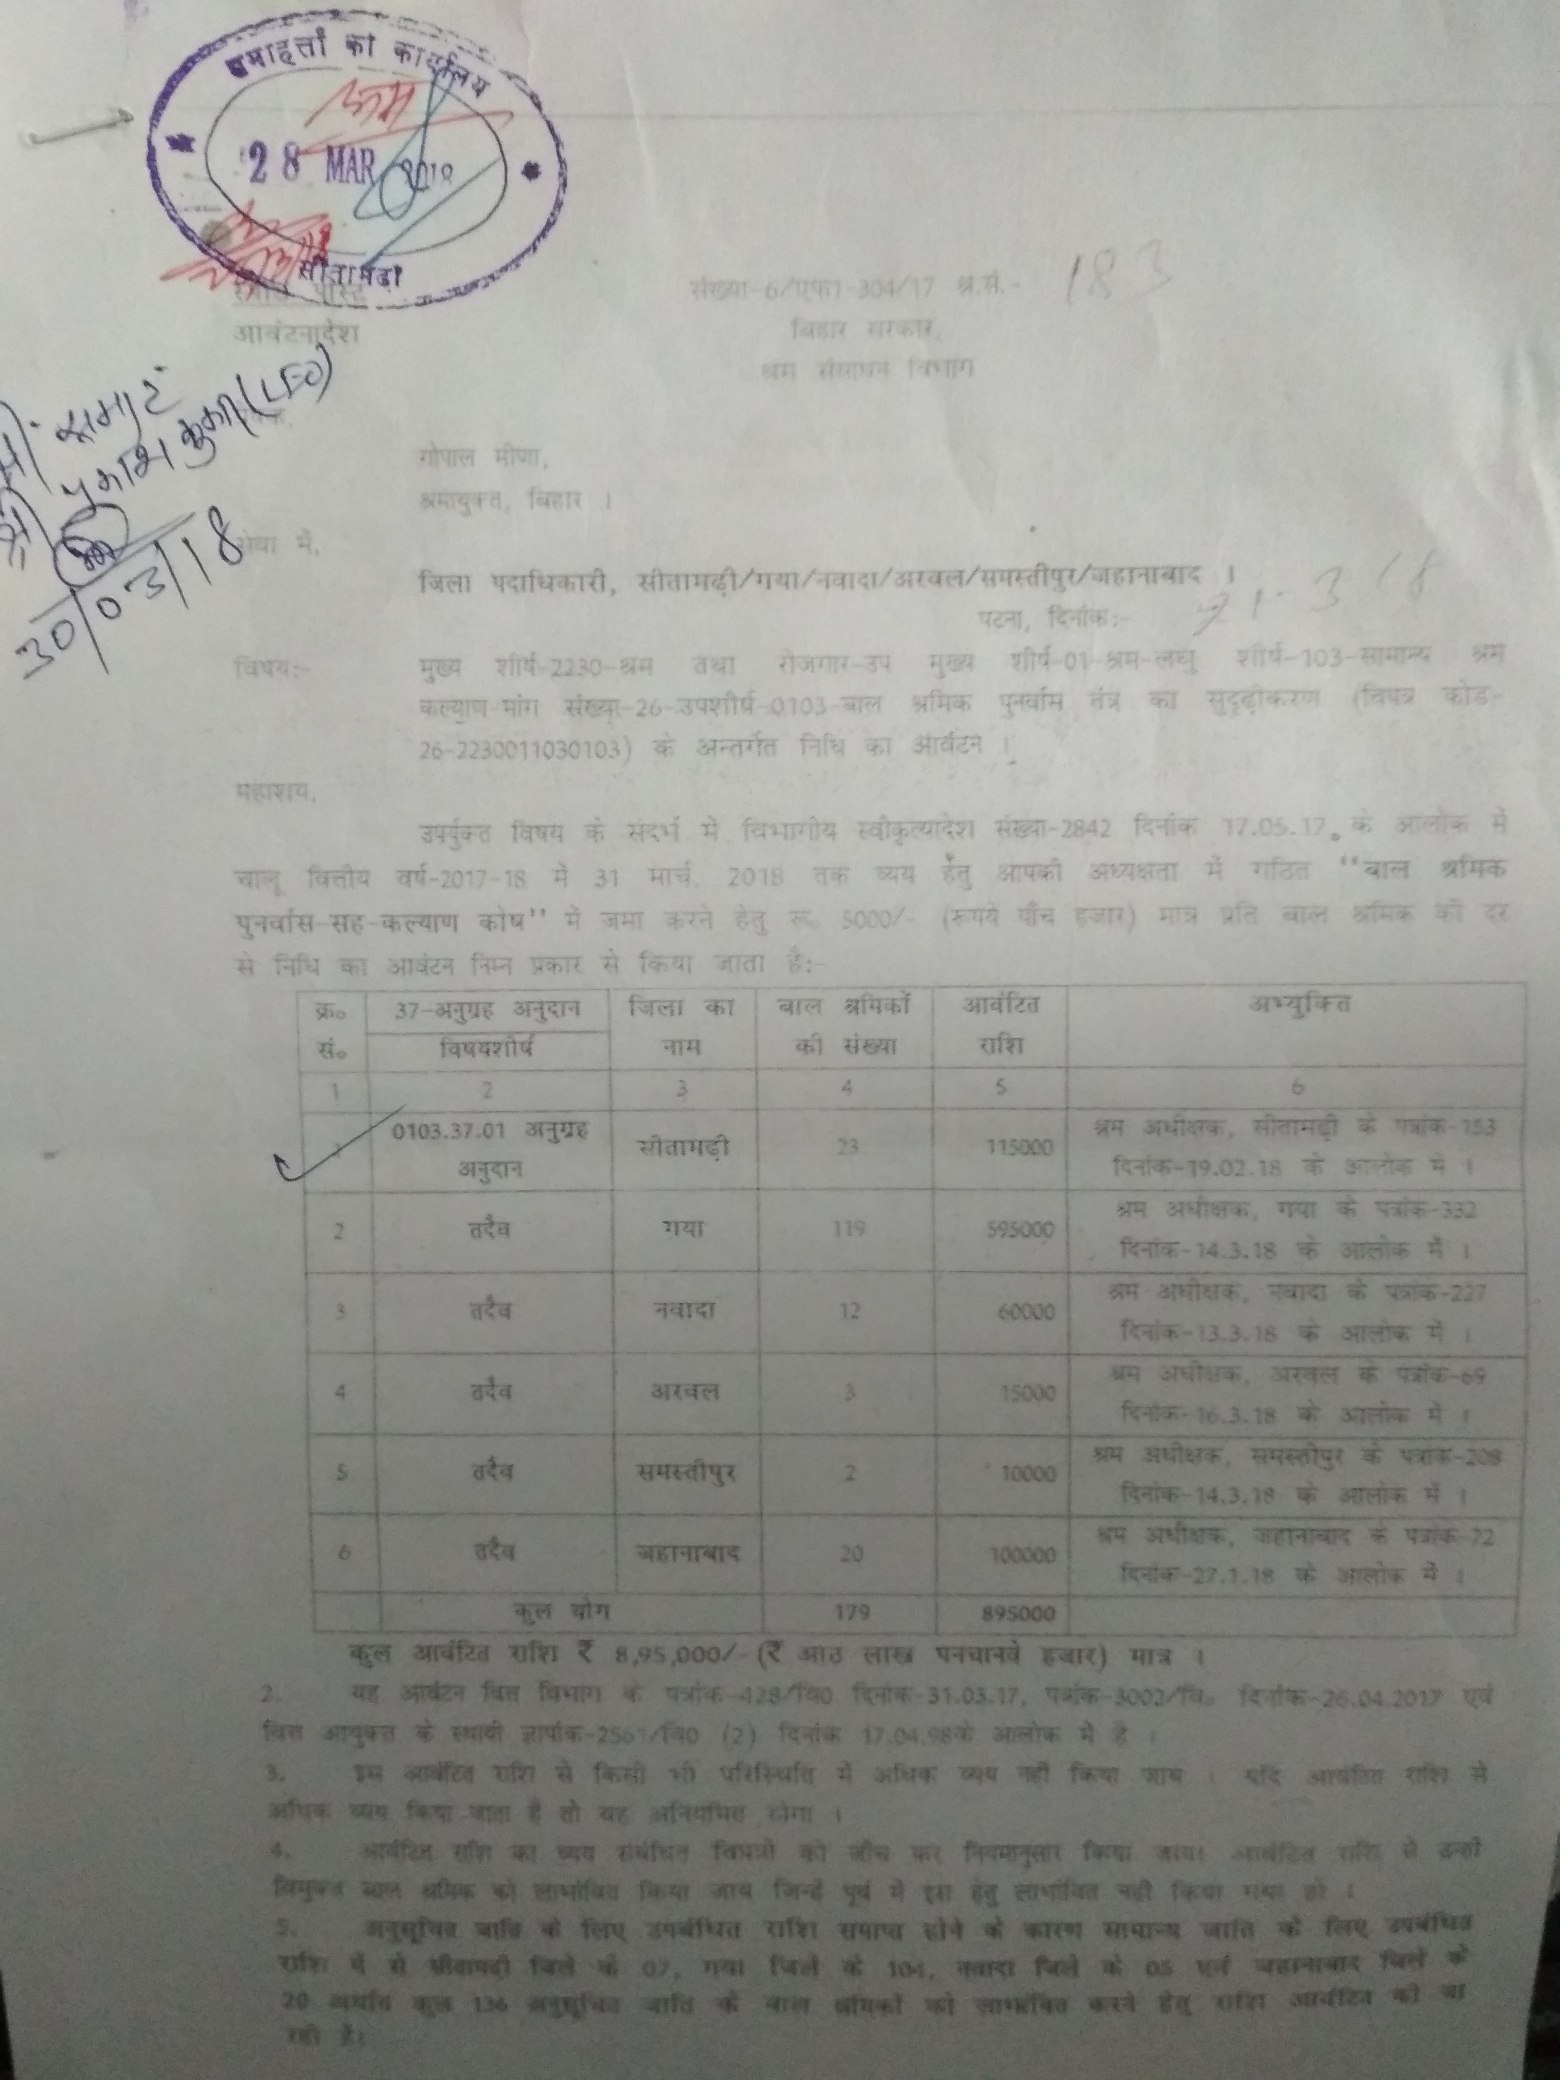 समाहर्त्ता का कार्यालय
28 MAR 2018
सीतामढ़ी
आवंटनादेश
संख्या-6/एफ1-304/17 श्र.सं.- 183
बिहार सरकार,
श्रम संसाधन विभाग
गोपाल मीणा,
श्रमायुक्त, बिहार ।
सेवा में,
30/03/18
जिला पदाधिकारी, सीतामढ़ी/गया/नवादा/अरवल/समस्तीपुर/जहानाबाद ।
पटना, दिनांक:-
विषय:- मुख्य शीर्ष-2230-श्रम तथा रोजगार-उप मुख्य शीर्ष-01-श्रम-लघु शीर्ष-103-सामान्य श्रम
कल्याण-मांग संख्या-26-उपशीर्ष-0103-बाल श्रमिक पुनर्वास तंत्र का सुदृढ़ीकरण (विपत्र कोड-
26-2230011030103) के अन्तर्गत निधि का आवंटन ।
महाशय,
उपर्युक्त विषय के संदर्भ में विभागीय स्वीकृत्यादेश संख्या-2842 दिनांक 17.05.17 के आलोक में
चालू वित्तीय वर्ष-2017-18 में 31 मार्च, 2018 तक व्यय हेतु आपकी अध्यक्षता में गठित "बाल श्रमिक
पुनर्वास-सह-कल्याण कोष" में जमा करने हेतु रू० 5000/- (रूपये पाँच हजार) मात्र प्रति बाल श्रमिक की दर
से निधि का आवंटन निम्न प्रकार से किया जाता है:-
क्र० सं० 37-अनुग्रह अनुदान विषयशीर्ष जिला का नाम बाल श्रमिकों की संख्या आवंटित राशि अभ्युक्ति
1 2 3 4 5 6
1 0103.37.01 अनुग्रह अनुदान सीतामढ़ी 23 115000 श्रम अधीक्षक, सीतामढ़ी के पत्रांक-153 दिनांक-19.02.18 के आलोक में ।
2 तदैव गया 119 595000 श्रम अधीक्षक, गया के पत्रांक-332 दिनांक-14.3.18 के आलोक में ।
3 तदैव नवादा 12 60000 श्रम अधीक्षक, नवादा के पत्रांक-227 दिनांक-13.3.18 के आलोक में ।
4 तदैव अरवल 3 15000 श्रम अधीक्षक, अरवल के पत्रांक-69 दिनांक-16.3.18 के आलोक में ।
5 तदैव समस्तीपुर 2 10000 श्रम अधीक्षक, समस्तीपुर के पत्रांक-208 दिनांक-14.3.18 के आलोक में ।
6 तदैव जहानाबाद 20 100000 श्रम अधीक्षक, जहानाबाद के पत्रांक-72 दिनांक-27.1.18 के आलोक में ।
कुल योग 179 895000
कुल आवंटित राशि ₹ 8,95,000/- (₹ आठ लाख पनचानवे हजार) मात्र ।
2. यह आवंटन वित्त विभाग के पत्रांक-428/वि0 दिनांक-31.03.17, पत्रांक-3002/वि० दिनांक-26.04.2017 एवं
वित्त आयुक्त के स्थायी ज्ञापांक-2561/वि0 (2) दिनांक 17.04.98के आलोक में है ।
3. इस आवंटित राशि से किसी भी परिस्थिति में अधिक व्यय नहीं किया जाय । यदि आवंटित राशि से
अधिक व्यय किया जाता है तो यह अनियमित होगा ।
4. आवंटित राशि का व्यय संबंधित विपत्रों की जाँच कर नियमानुसार किया जाय। आवंटित राशि से उन्हीं
विमुक्त बाल श्रमिक को लाभांवित किया जाय जिन्हें पूर्व में इस हेतु लाभांवित नहीं किया गया हो ।
5. अनुसूचित जाति के लिए उपबंधित राशि समाप्त होने के कारण सामान्य जाति के लिए उपबंधित
राशि में से सीतामढ़ी जिले के 07, गया जिले के 104, नवादा जिले के 05 एवं जहानाबाद जिले के
20 अर्थात कुल 136 अनुसूचित जाति के बाल श्रमिकों को लाभांवित करने हेतु राशि आवंटित की जा
रही है।